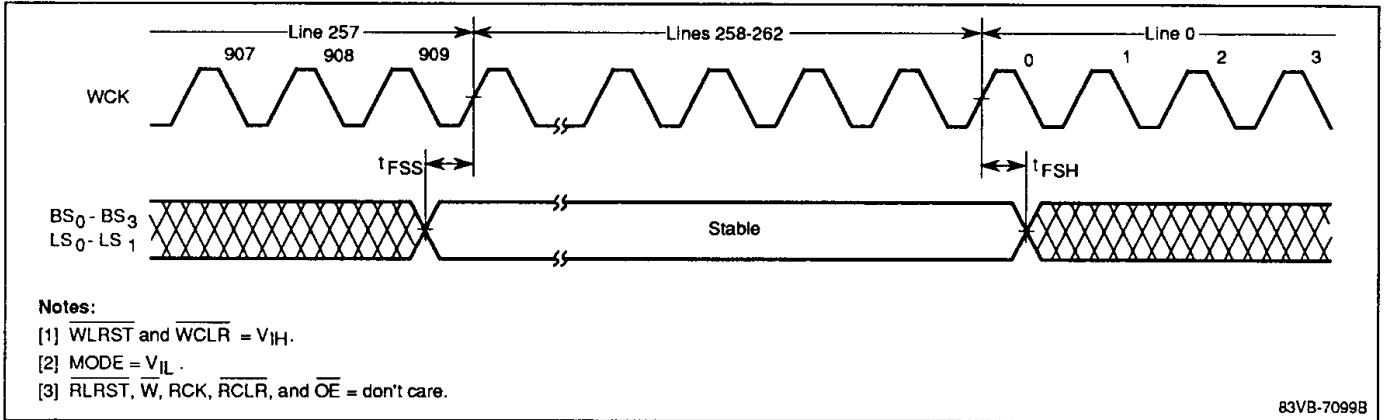 Line 257
Lines 258-262
Line 0
907 908 909 0 1 2 3
WCK
tFSS
tFSH
BS0 - BS3
LS0 - LS1
Stable
Notes:
[1] WLRST and WCLR = VIH.
[2] MODE = VIL .
[3] RLRST, W, RCK, RCLR, and OE = don't care.
83VB-7099B